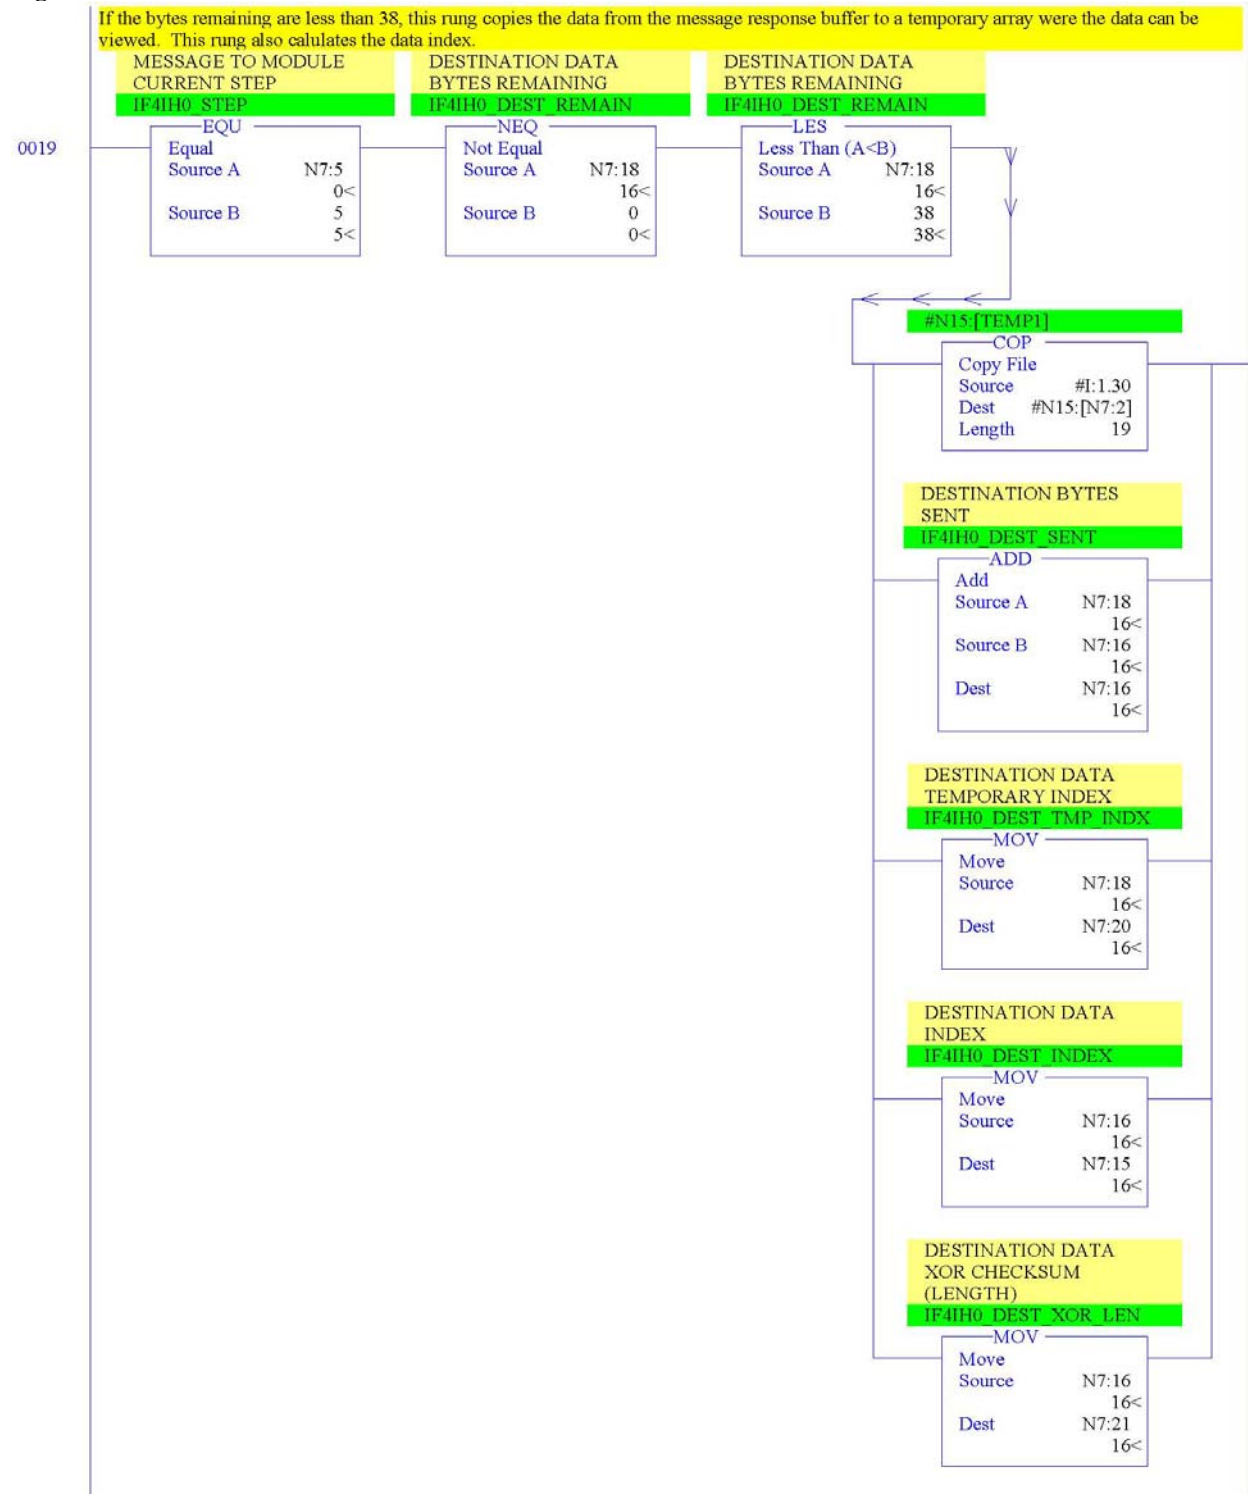 If the bytes remaining are less than 38, this rung copies the data from the message response buffer to a temporary array were the data can be
viewed. This rung also calulates the data index.
MESSAGE TO MODULE
CURRENT STEP
IF4IH0_STEP
DESTINATION DATA
BYTES REMAINING
IF4IH0_DEST_REMAIN
DESTINATION DATA
BYTES REMAINING
IF4IH0_DEST_REMAIN
0019
EQU
Equal
Source A N7:5
0<
Source B 5
5<
NEQ
Not Equal
Source A N7:18
16<
Source B 0
0<
LES
Less Than (A<B)
Source A N7:18
16<
Source B 38
38<
#N15:[TEMP1]
COP
Copy File
Source #I:1.30
Dest #N15:[N7:2]
Length 19
DESTINATION BYTES
SENT
IF4IH0_DEST_SENT
ADD
Add
Source A N7:18
16<
Source B N7:16
16<
Dest N7:16
16<
DESTINATION DATA
TEMPORARY INDEX
IF4IH0_DEST_TMP_INDX
MOV
Move
Source N7:18
16<
Dest N7:20
16<
DESTINATION DATA
INDEX
IF4IH0_DEST_INDEX
MOV
Move
Source N7:16
16<
Dest N7:15
16<
DESTINATION DATA
XOR CHECKSUM
(LENGTH)
IF4IH0_DEST_XOR_LEN
MOV
Move
Source N7:16
16<
Dest N7:21
16<